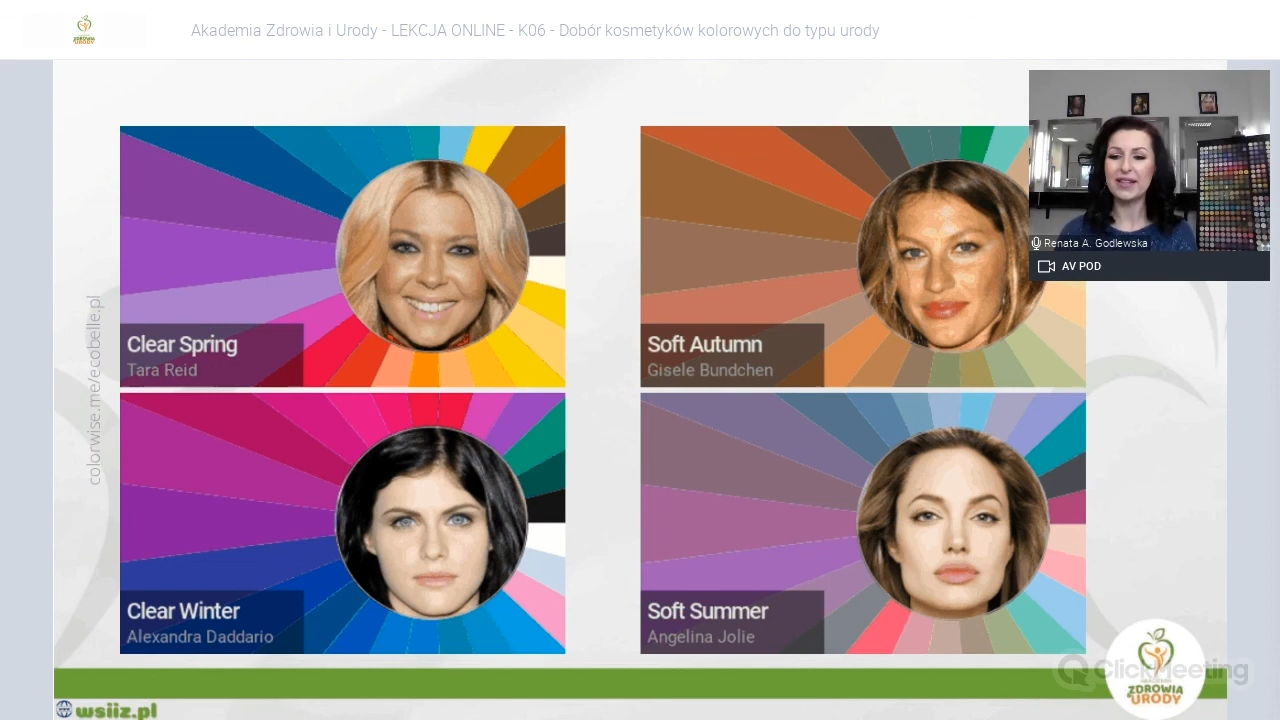 ZDROWIA
URODY
Akademia Zdrowia i Urody - LEKCJA ONLINE - K06 - Dobór kosmetyków kolorowych do typu urody
Renata A. Godlewska
AV POD
colorwise.me/ecobelle.pl
Clear Spring
Tara Reid
Soft Autumn
Gisele Bundchen
Clear Winter
Alexandra Daddario
Soft Summer
Angelina Jolie
ClickMeeting
ZDROWIA
URODY
wsiiz.pl